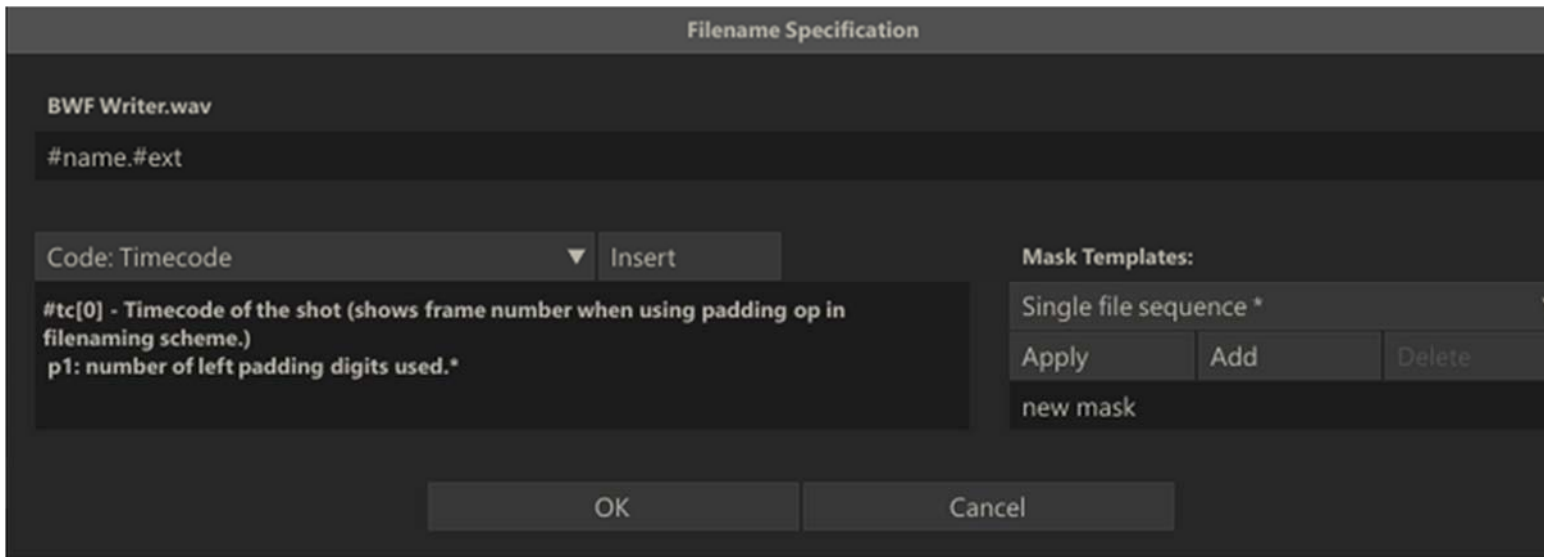 Filename Specification
BWF Writer.wav
#name.#ext
Code: Timecode
Insert
#tc[0] - Timecode of the shot (shows frame number when using padding op in
filenaming scheme.)
p1: number of left padding digits used.*
Mask Templates:
Single file sequence *
Apply
Add
Delete
new mask
OK
Cancel